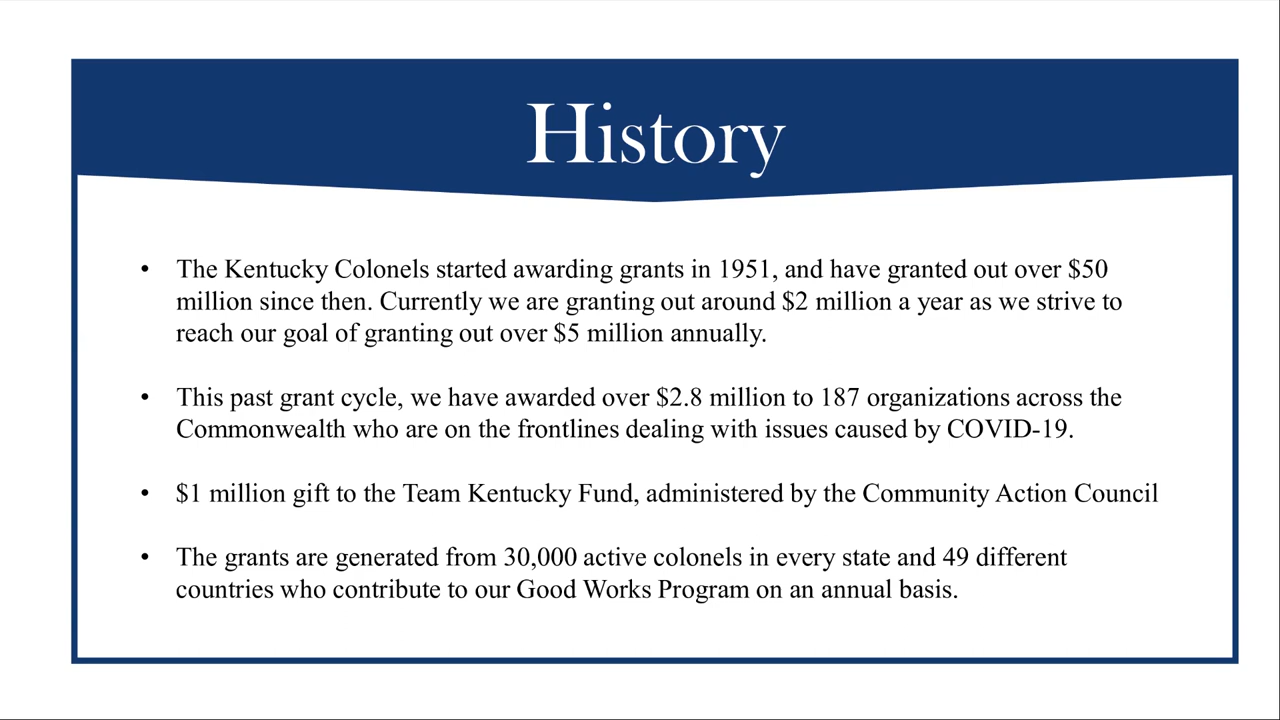 History
• The Kentucky Colonels started awarding grants in 1951, and have granted out over $50
million since then. Currently we are granting out around $2 million a year as we strive to
reach our goal of granting out over $5 million annually.
• This past grant cycle, we have awarded over $2.8 million to 187 organizations across the
Commonwealth who are on the frontlines dealing with issues caused by COVID-19.
• $1 million gift to the Team Kentucky Fund, administered by the Community Action Council
• The grants are generated from 30,000 active colonels in every state and 49 different
countries who contribute to our Good Works Program on an annual basis.